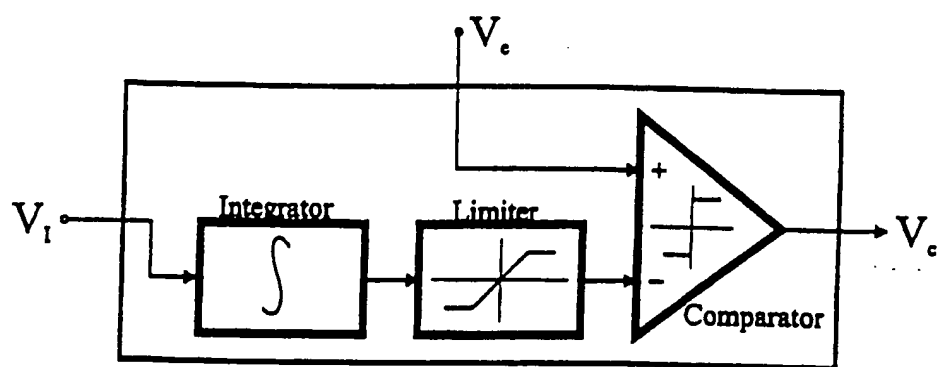 V_e
Integrator
Limiter
+
V_I
V_c
−
Comparator